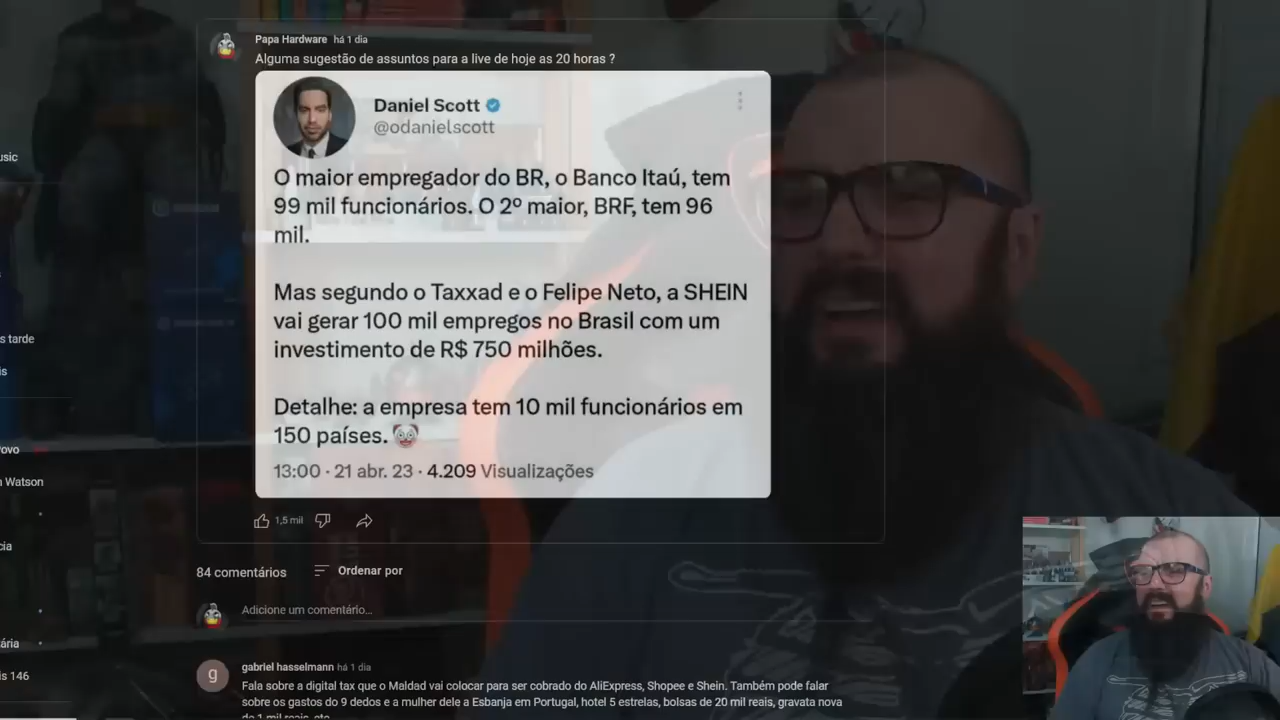 Papa Hardware há 1 dia
Alguma sugestão de assuntos para a live de hoje as 20 horas ?
Daniel Scott
@odanielscott
O maior empregador do BR, o Banco Itaú, tem
99 mil funcionários. O 2º maior, BRF, tem 96
mil.
Mas segundo o Taxxad e o Felipe Neto, a SHEIN
vai gerar 100 mil empregos no Brasil com um
investimento de R$ 750 milhões.
Detalhe: a empresa tem 10 mil funcionários em
150 países.🤡
13:00 · 21 abr. 23 · 4.209 Visualizações
1,5 mil
84 comentários
Ordenar por
Adicione um comentário...
g
gabriel hasselmann há 1 dia
Fala sobre a digital tax que o Maldad vai colocar para ser cobrado do AliExpress, Shopee e Shein. Também pode falar
sobre os gastos do 9 dedos e a mulher dele a Esbanja em Portugal, hotel 5 estrelas, bolsas de 20 mil reais, gravata nova
usic
s tarde
is
ovo
n Watson
cia
ária
is 146